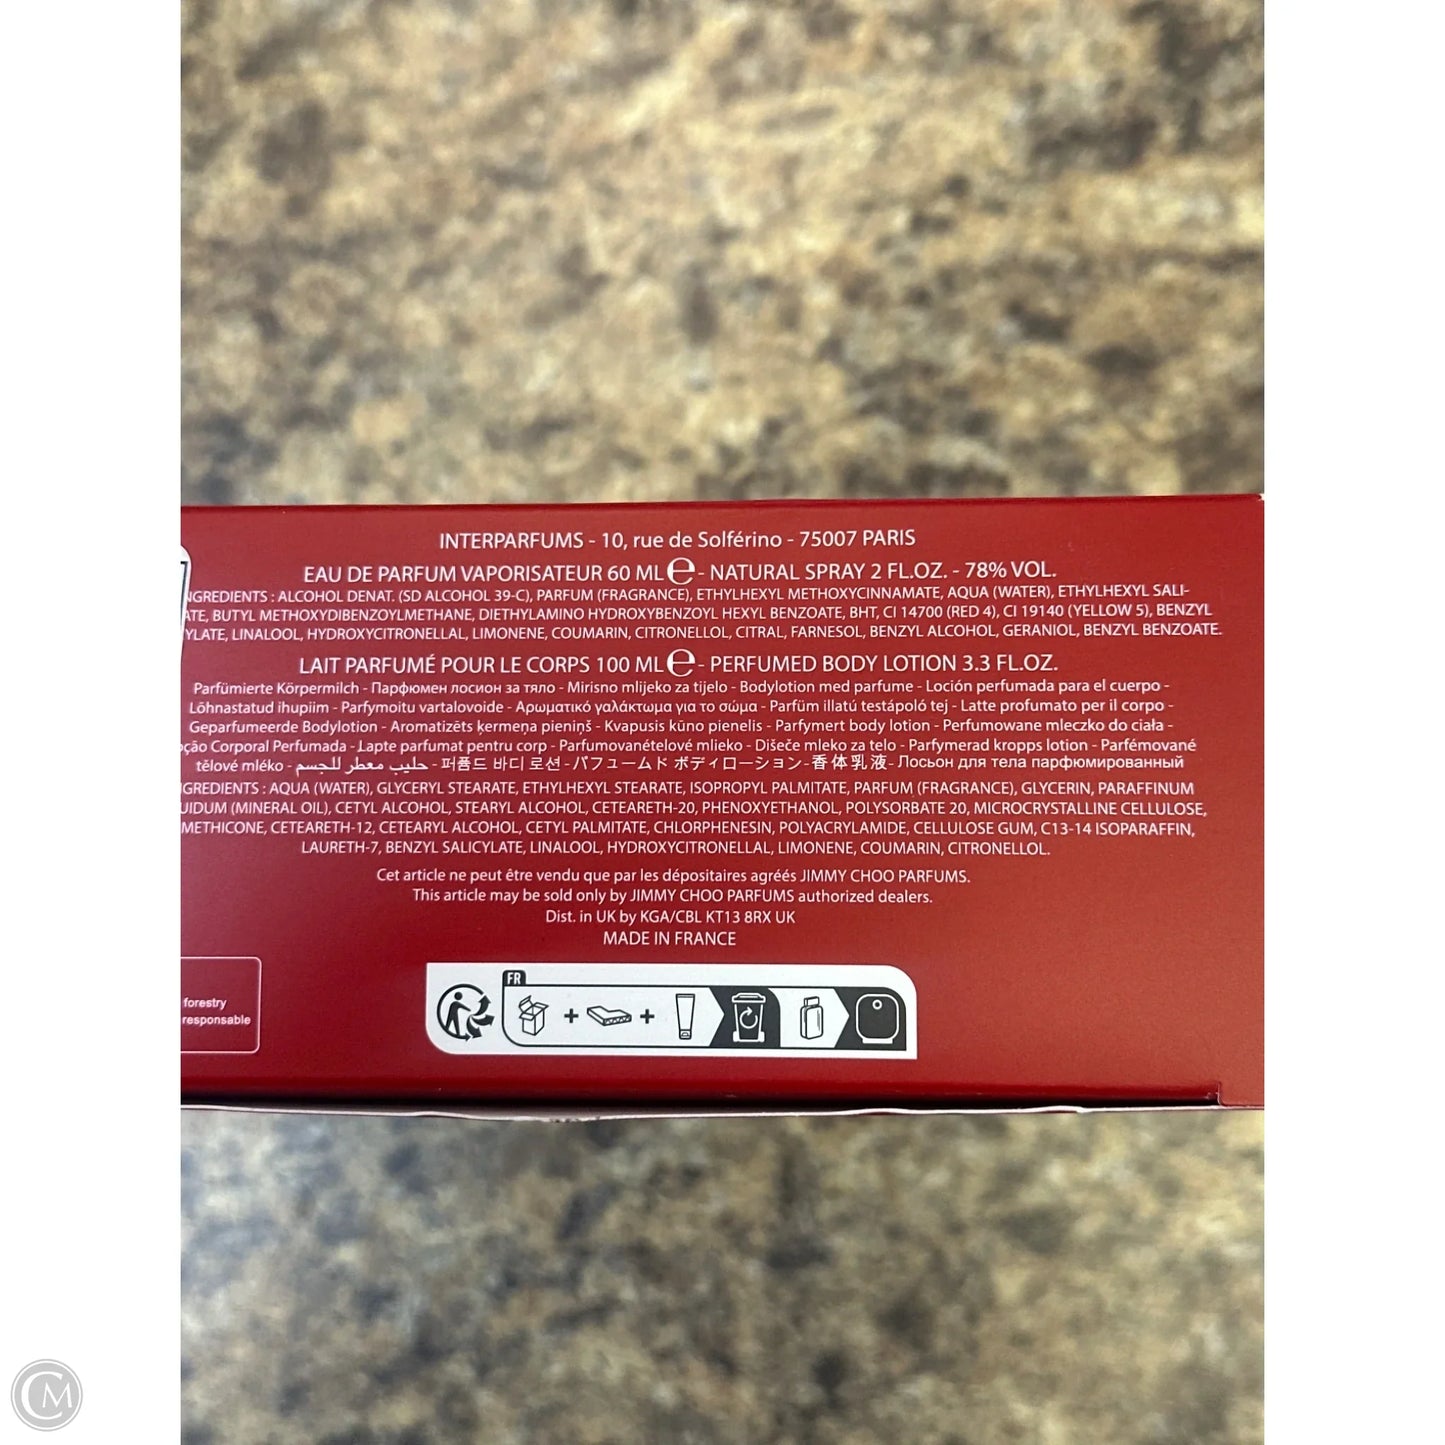 INTERPARFUMS - 10, rue de Solférino - 75007 PARIS
EAU DE PARFUM VAPORISATEUR 60 ML ℮ - NATURAL SPRAY 2 FL.OZ. - 78% VOL.
NGREDIENTS : ALCOHOL DENAT. (SD ALCOHOL 39-C), PARFUM (FRAGRANCE), ETHYLHEXYL METHOXYCINNAMATE, AQUA (WATER), ETHYLHEXYL SALI-
ATE, BUTYL METHOXYDIBENZOYLMETHANE, DIETHYLAMINO HYDROXYBENZOYL HEXYL BENZOATE, BHT, CI 14700 (RED 4), CI 19140 (YELLOW 5), BENZYL
YLATE, LINALOOL, HYDROXYCITRONELLAL, LIMONENE, COUMARIN, CITRONELLOL, CITRAL, FARNESOL, BENZYL ALCOHOL, GERANIOL, BENZYL BENZOATE.
LAIT PARFUMÉ POUR LE CORPS 100 ML ℮ - PERFUMED BODY LOTION 3.3 FL.OZ.
Parfümierte Körpermilch - Парфюмен лосион за тяло - Mirisno mlijeko za tijelo - Bodylotion med parfume - Loción perfumada para el cuerpo -
Lõhnastatud ihupiim - Parfymoitu vartalovoide - Αρωματικό γαλάκτωμα για το σώμα - Parfüm illatú testápoló tej - Latte profumato per il corpo -
Geparfumeerde Bodylotion - Aromatizēts ķermeņa pieniņš - Kvapusis kūno pienelis - Parfymert body lotion - Perfumowane mleczko do ciała -
oção Corporal Perfumada - Lapte parfumat pentru corp - Parfumovanételové mlieko - Dišeče mleko za telo - Parfymerad kropps lotion - Parfémované
tělové mléko - حليب معطر للجسم - 퍼퓸드 바디 로션 - パフュームド ボディローション - 香体乳液 - Лосьон для тела парфюмированный
GREDIENTS : AQUA (WATER), GLYCERYL STEARATE, ETHYLHEXYL STEARATE, ISOPROPYL PALMITATE, PARFUM (FRAGRANCE), GLYCERIN, PARAFFINUM
UIDUM (MINERAL OIL), CETYL ALCOHOL, STEARYL ALCOHOL, CETEARETH-20, PHENOXYETHANOL, POLYSORBATE 20, MICROCRYSTALLINE CELLULOSE,
METHICONE, CETEARETH-12, CETEARYL ALCOHOL, CETYL PALMITATE, CHLORPHENESIN, POLYACRYLAMIDE, CELLULOSE GUM, C13-14 ISOPARAFFIN,
LAURETH-7, BENZYL SALICYLATE, LINALOOL, HYDROXYCITRONELLAL, LIMONENE, COUMARIN, CITRONELLOL.
Cet article ne peut être vendu que par les dépositaires agréés JIMMY CHOO PARFUMS.
This article may be sold only by JIMMY CHOO PARFUMS authorized dealers.
Dist. in UK by KGA/CBL KT13 8RX UK
MADE IN FRANCE
FR
+ +
forestry
responsable
CM